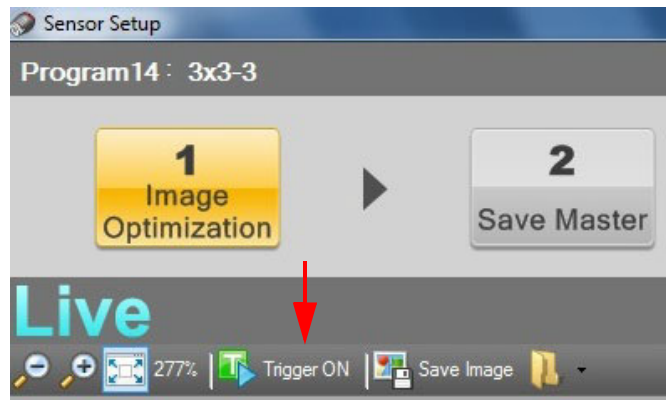 Sensor Setup
Program14 : 3x3-3
1
Image
Optimization
2
Save Master
Live
277% T Trigger ON Save Image